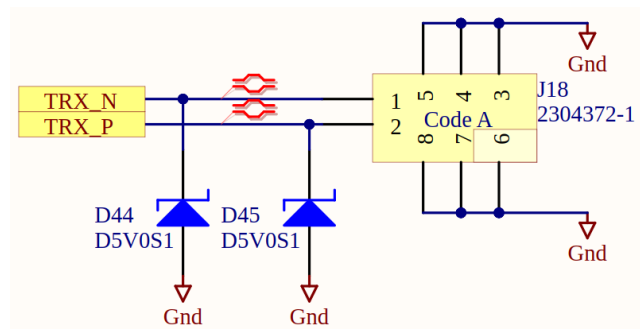 Gnd
TRX_N
TRX_P
1
2
5
4
3
Code A
8
7
6
J18
2304372-1
D44
D5V0S1
D45
D5V0S1
Gnd
Gnd
Gnd